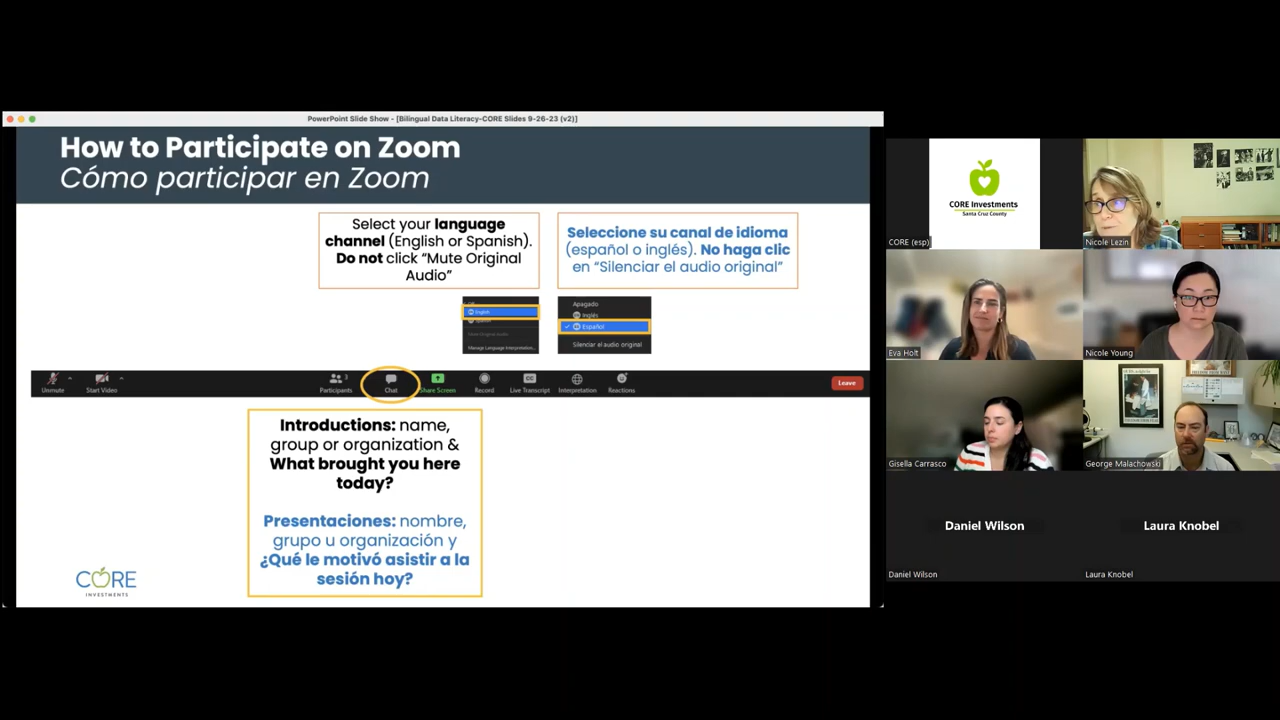 PowerPoint Slide Show - [Bilingual Data Literacy-CORE Slides 9-26-23 (v2)]
How to Participate on Zoom
Cómo participar en Zoom
Select your language
channel (English or Spanish).
Do not click “Mute Original
Audio”
Seleccione su canal de idioma
(español o inglés). No haga clic
en “Silenciar el audio original”
English
Manage Language Interpretation...
Apagado
Inglés
Español
Silenciar el audio original
Unmute
Start Video
Participants
3
Chat
Share Screen
Record
Live Transcript
Interpretation
Reactions
Leave
Introductions: name,
group or organization &
What brought you here
today?
Presentaciones: nombre,
grupo u organización y
¿Qué le motivó asistir a la
sesión hoy?
CORE
INVESTMENTS
CORE Investments
Santa Cruz County
CORE (esp)
Nicole Lezin
Eva Holt
Nicole Young
Gisella Carrasco
George Malachowski
Daniel Wilson
Daniel Wilson
Laura Knobel
Laura Knobel